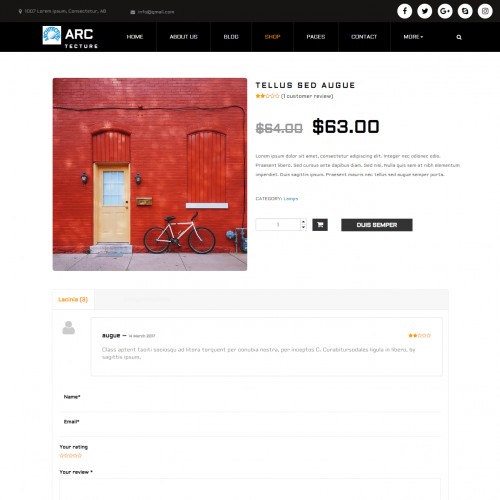 1007 Lorem ipsum, Consectetur, AB
info@gmail.com
ARC
TECTURE
HOME
ABOUT US
BLOG
SHOP
PAGES
CONTACT
MORE
TELLUS SED AUGUE
(1 customer review)
$64.00 $63.00
Lorem ipsum dolor sit amet, consectetur adipiscing elit. Integer nec odanec odio.
Praesent libero. Sed cursus ante dapibus diam. Sed nisi. Nulla quis sem at nibh elementum
imperdiet. Duis sagittis ipsum. Praesent mauris nec tellus sed augue semper porta.
CATEGORY: Lamps
1
DUIS SEMPER
Lacinia (3)
augue – 14 March 2017
Class aptent taciti sociosqu ad litora torquent per conubia nostra, per inceptos C. Curabitursodales ligula in libero, by
sagittis ipsum,
Name*
Email*
Your rating
Your review *